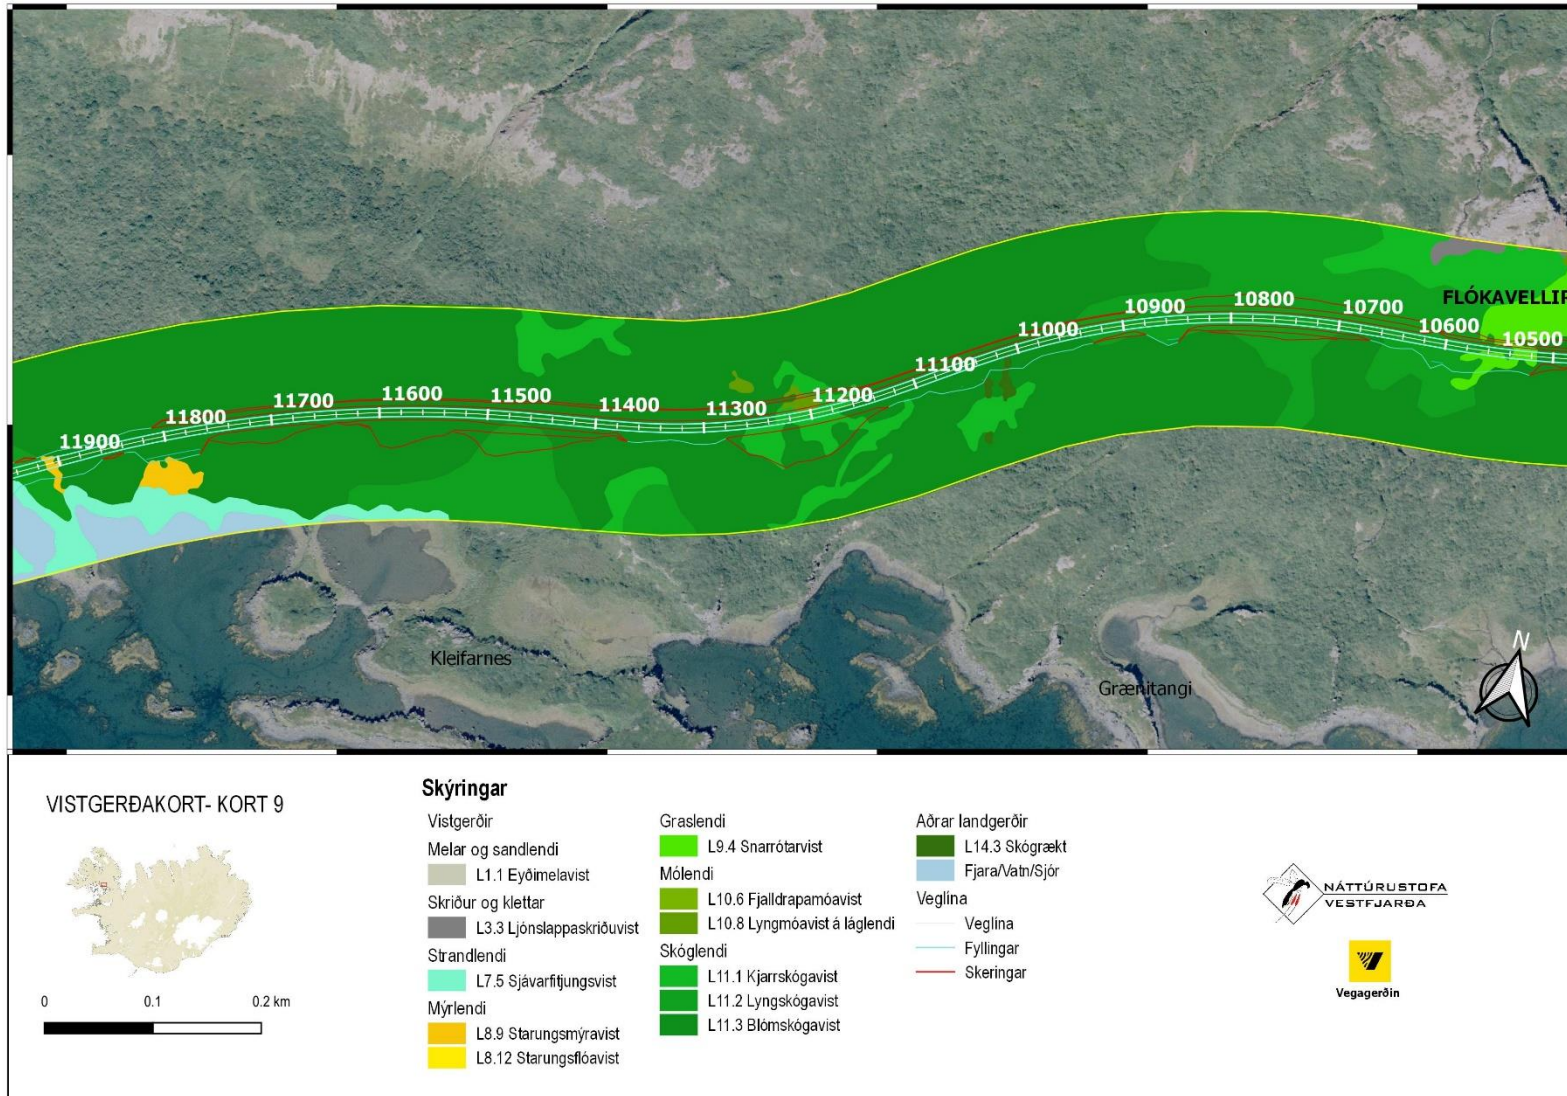 FLÓKAVELLIR
10900
10800
10700
10600
10500
11000
11100
11200
11300
11400
11500
11600
11700
11800
11900
Kleifarnes
Grænitangi
N
VISTGERÐAKORT- KORT 9
0 0.1 0.2 km
Skýringar
Vistgerðir
Melar og sandlendi
L1.1 Eyðimelavist
Skriður og klettar
L3.3 Ljónslappaskriðuvist
Strandlendi
L7.5 Sjávarfitjungsvist
Mýrlendi
L8.9 Starungsmýravist
L8.12 Starungsflóavist
Graslendi
L9.4 Snarrótarvist
Mólendi
L10.6 Fjalldrapamóavist
L10.8 Lyngmóavist á láglendi
Skóglendi
L11.1 Kjarrskógavist
L11.2 Lyngskógavist
L11.3 Blómskógavist
Aðrar landgerðir
L14.3 Skógrækt
Fjara/Vatn/Sjór
Veglína
Veglína
Fyllingar
Skeringar
NÁTTÚRUSTOFA
VESTFJARÐA
Vegagerðin